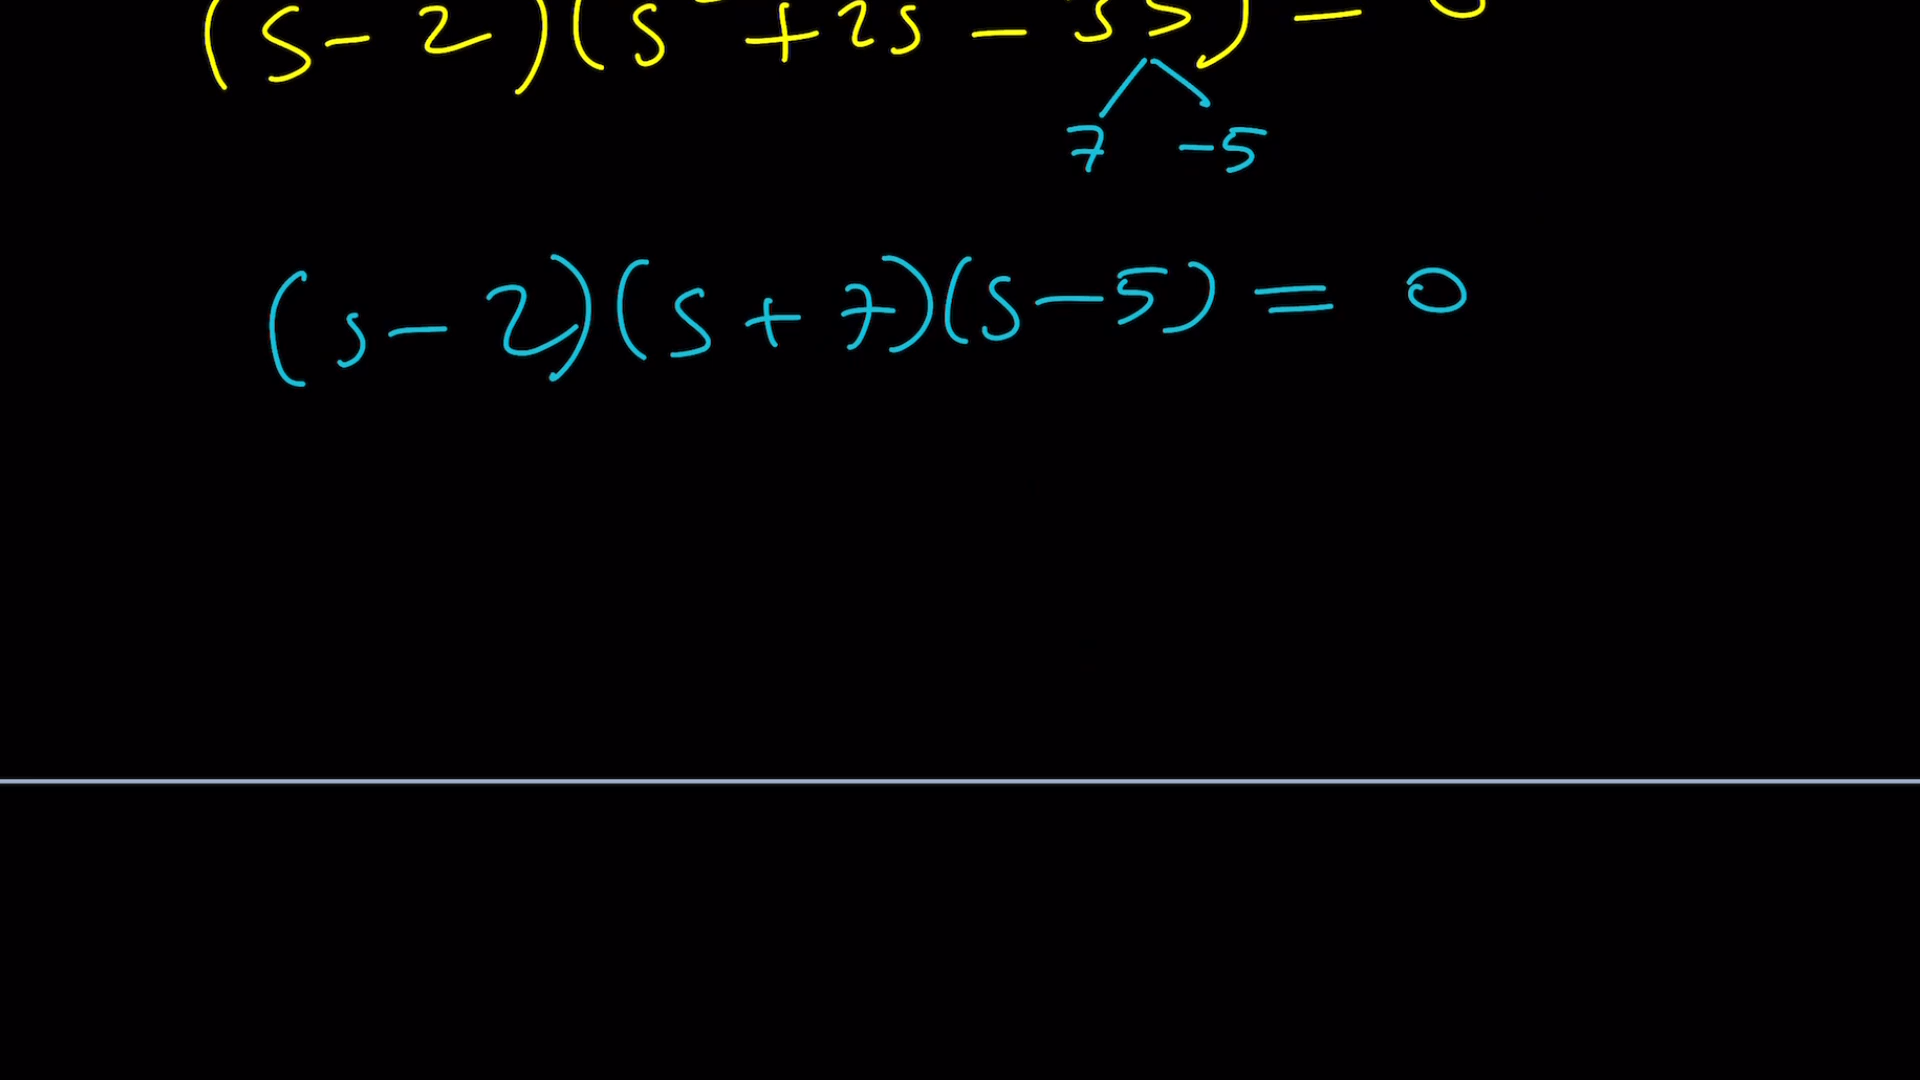 (s - 2)(s² + 2s - 35) = 0
7 -5
(s - 2)(s + 7)(s - 5) = 0